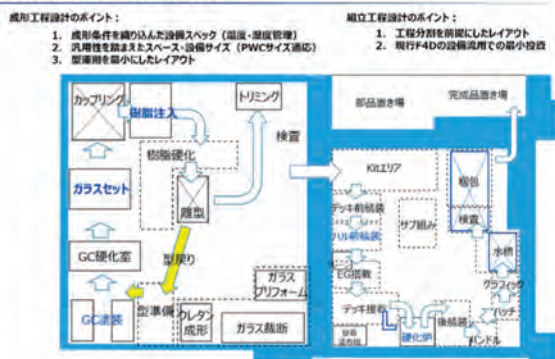 成形工程設計のポイント：
1. 成形条件を織り込んだ設備スペック（温度・湿度管理）
2. 汎用性を踏まえたスペース・設備サイズ（PWCサイズ適応）
3. 型運搬を最小にしたレイアウト
組立工程設計のポイント：
1. 工程分割を前提にしたレイアウト
2. 現行F4Dの設備流用での最小投資
カップリング
樹脂注入
トリミング
検査
樹脂硬化
離型
ガラスセット
型戻り
GC硬化室
GC塗装
型準備
ウレタン
成形
ガラス
プリフォーム
ガラス裁断
部品置き場
完成品置き場
Kitエリア
梱包
デッキ前艤装
サブ組み
検査
ハル前艤装
水槽
EG搭載
グラフィック
デッキ接着
ハッチ
後艤装
硬化炉
ハンドル